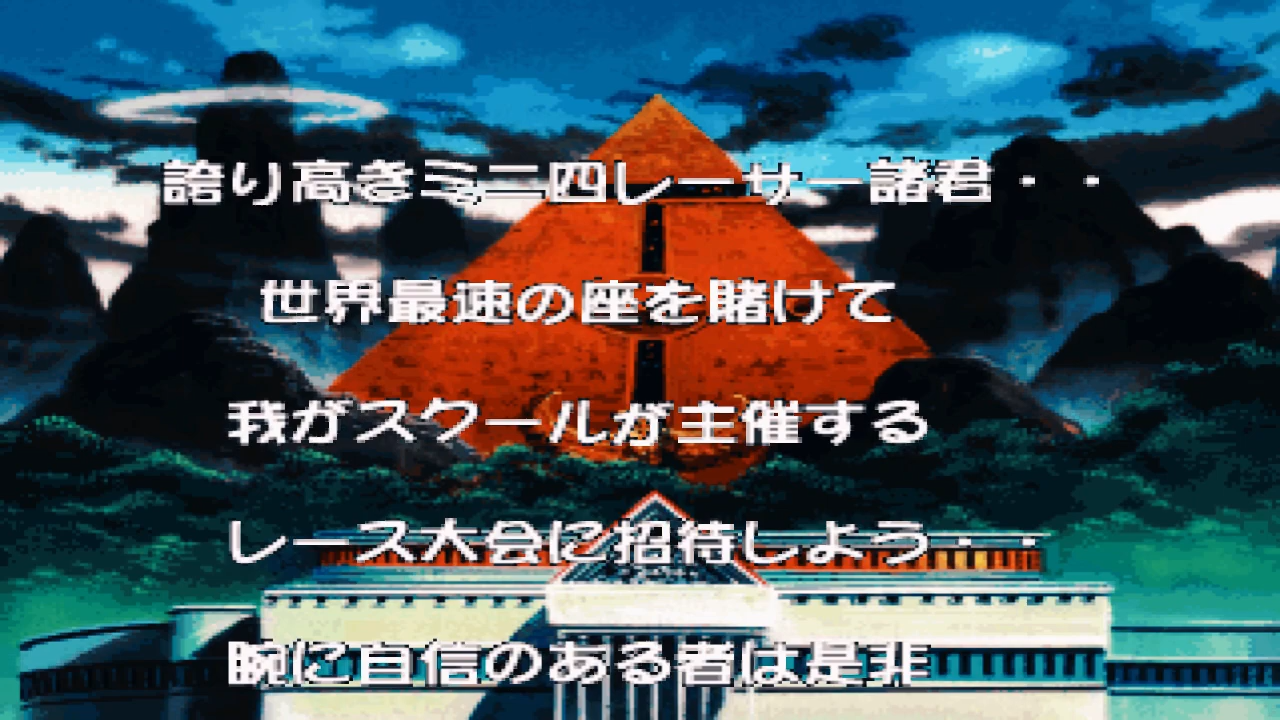 誇り高きミニ四レーサー諸君・・
世界最速の座を賭けて
我がスクールが主催する
レース大会に招待しよう・・
腕に自信のある者は是非